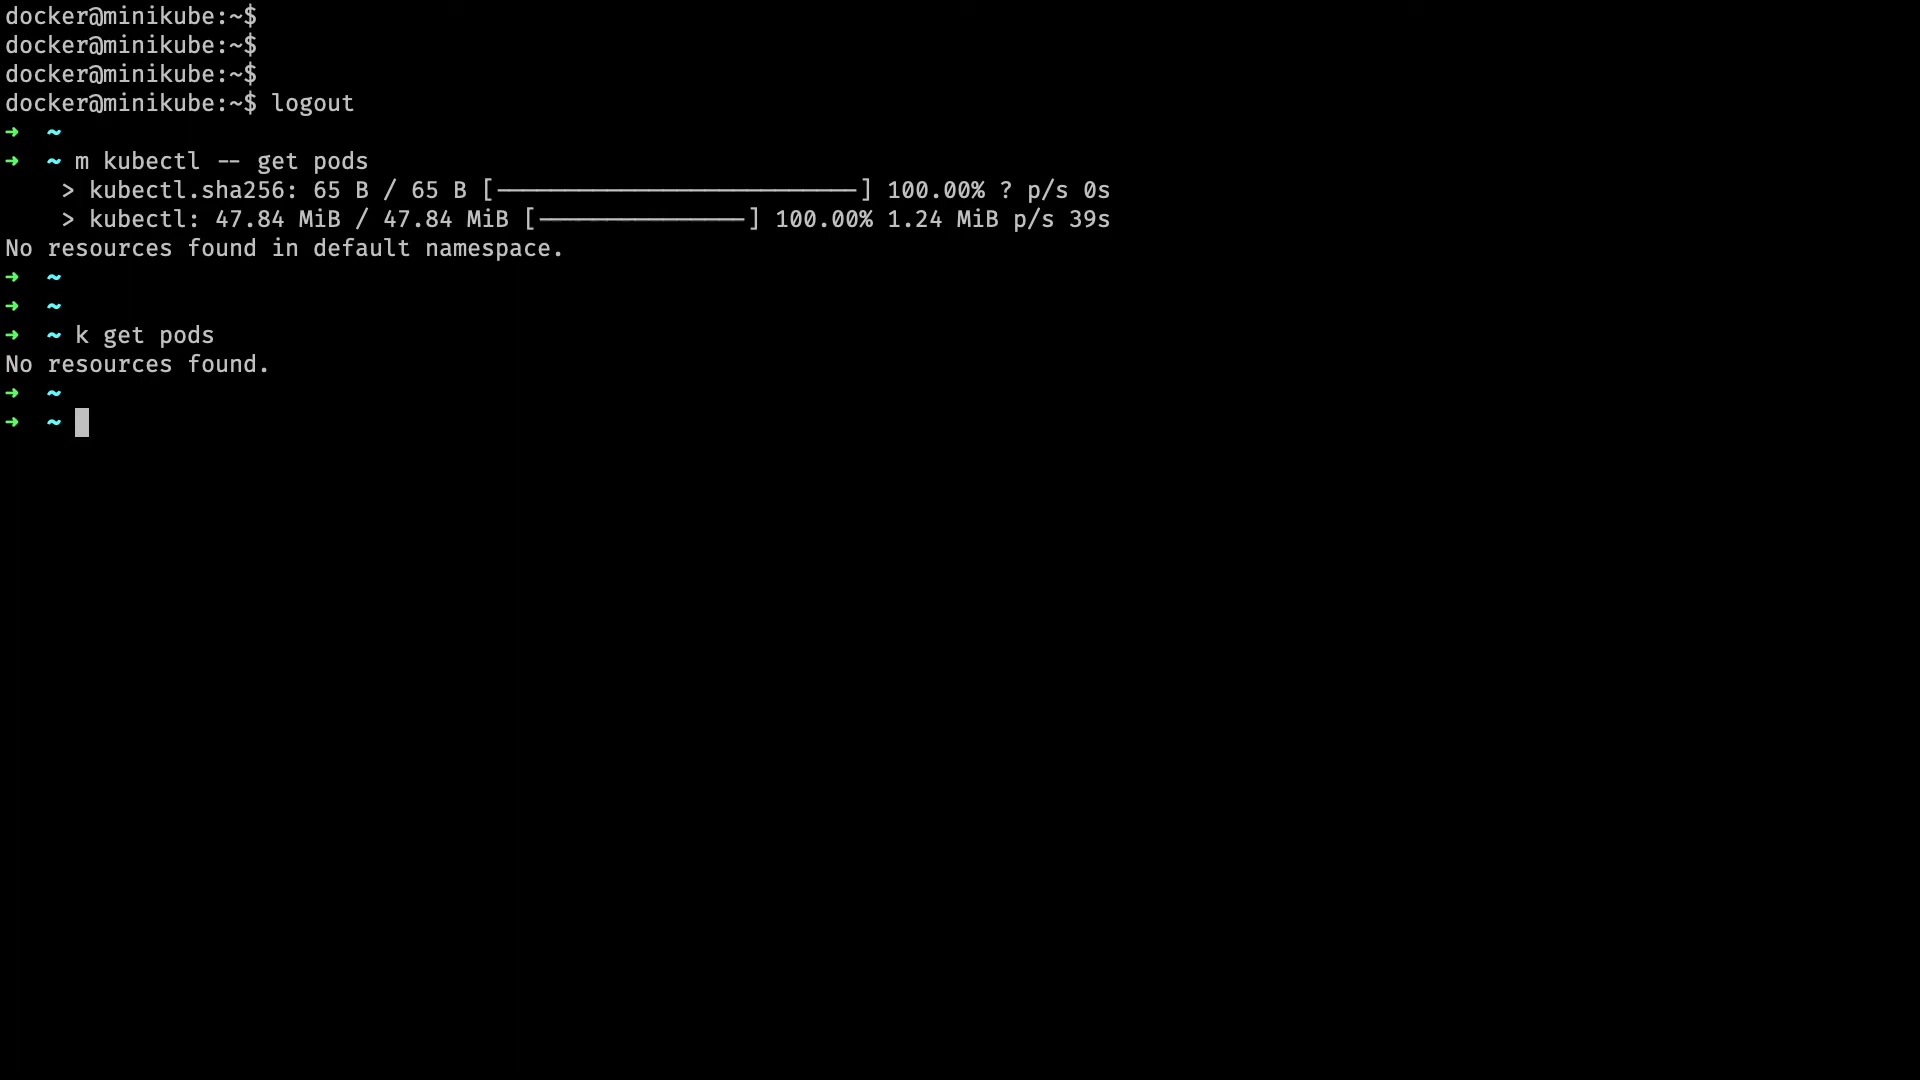 docker@minikube:~$
docker@minikube:~$
docker@minikube:~$
docker@minikube:~$ logout
➜  ~
➜  ~ m kubectl -- get pods
    > kubectl.sha256: 65 B / 65 B [--------------------------] 100.00% ? p/s 0s
    > kubectl: 47.84 MiB / 47.84 MiB [---------------] 100.00% 1.24 MiB p/s 39s
No resources found in default namespace.
➜  ~
➜  ~
➜  ~ k get pods
No resources found.
➜  ~
➜  ~